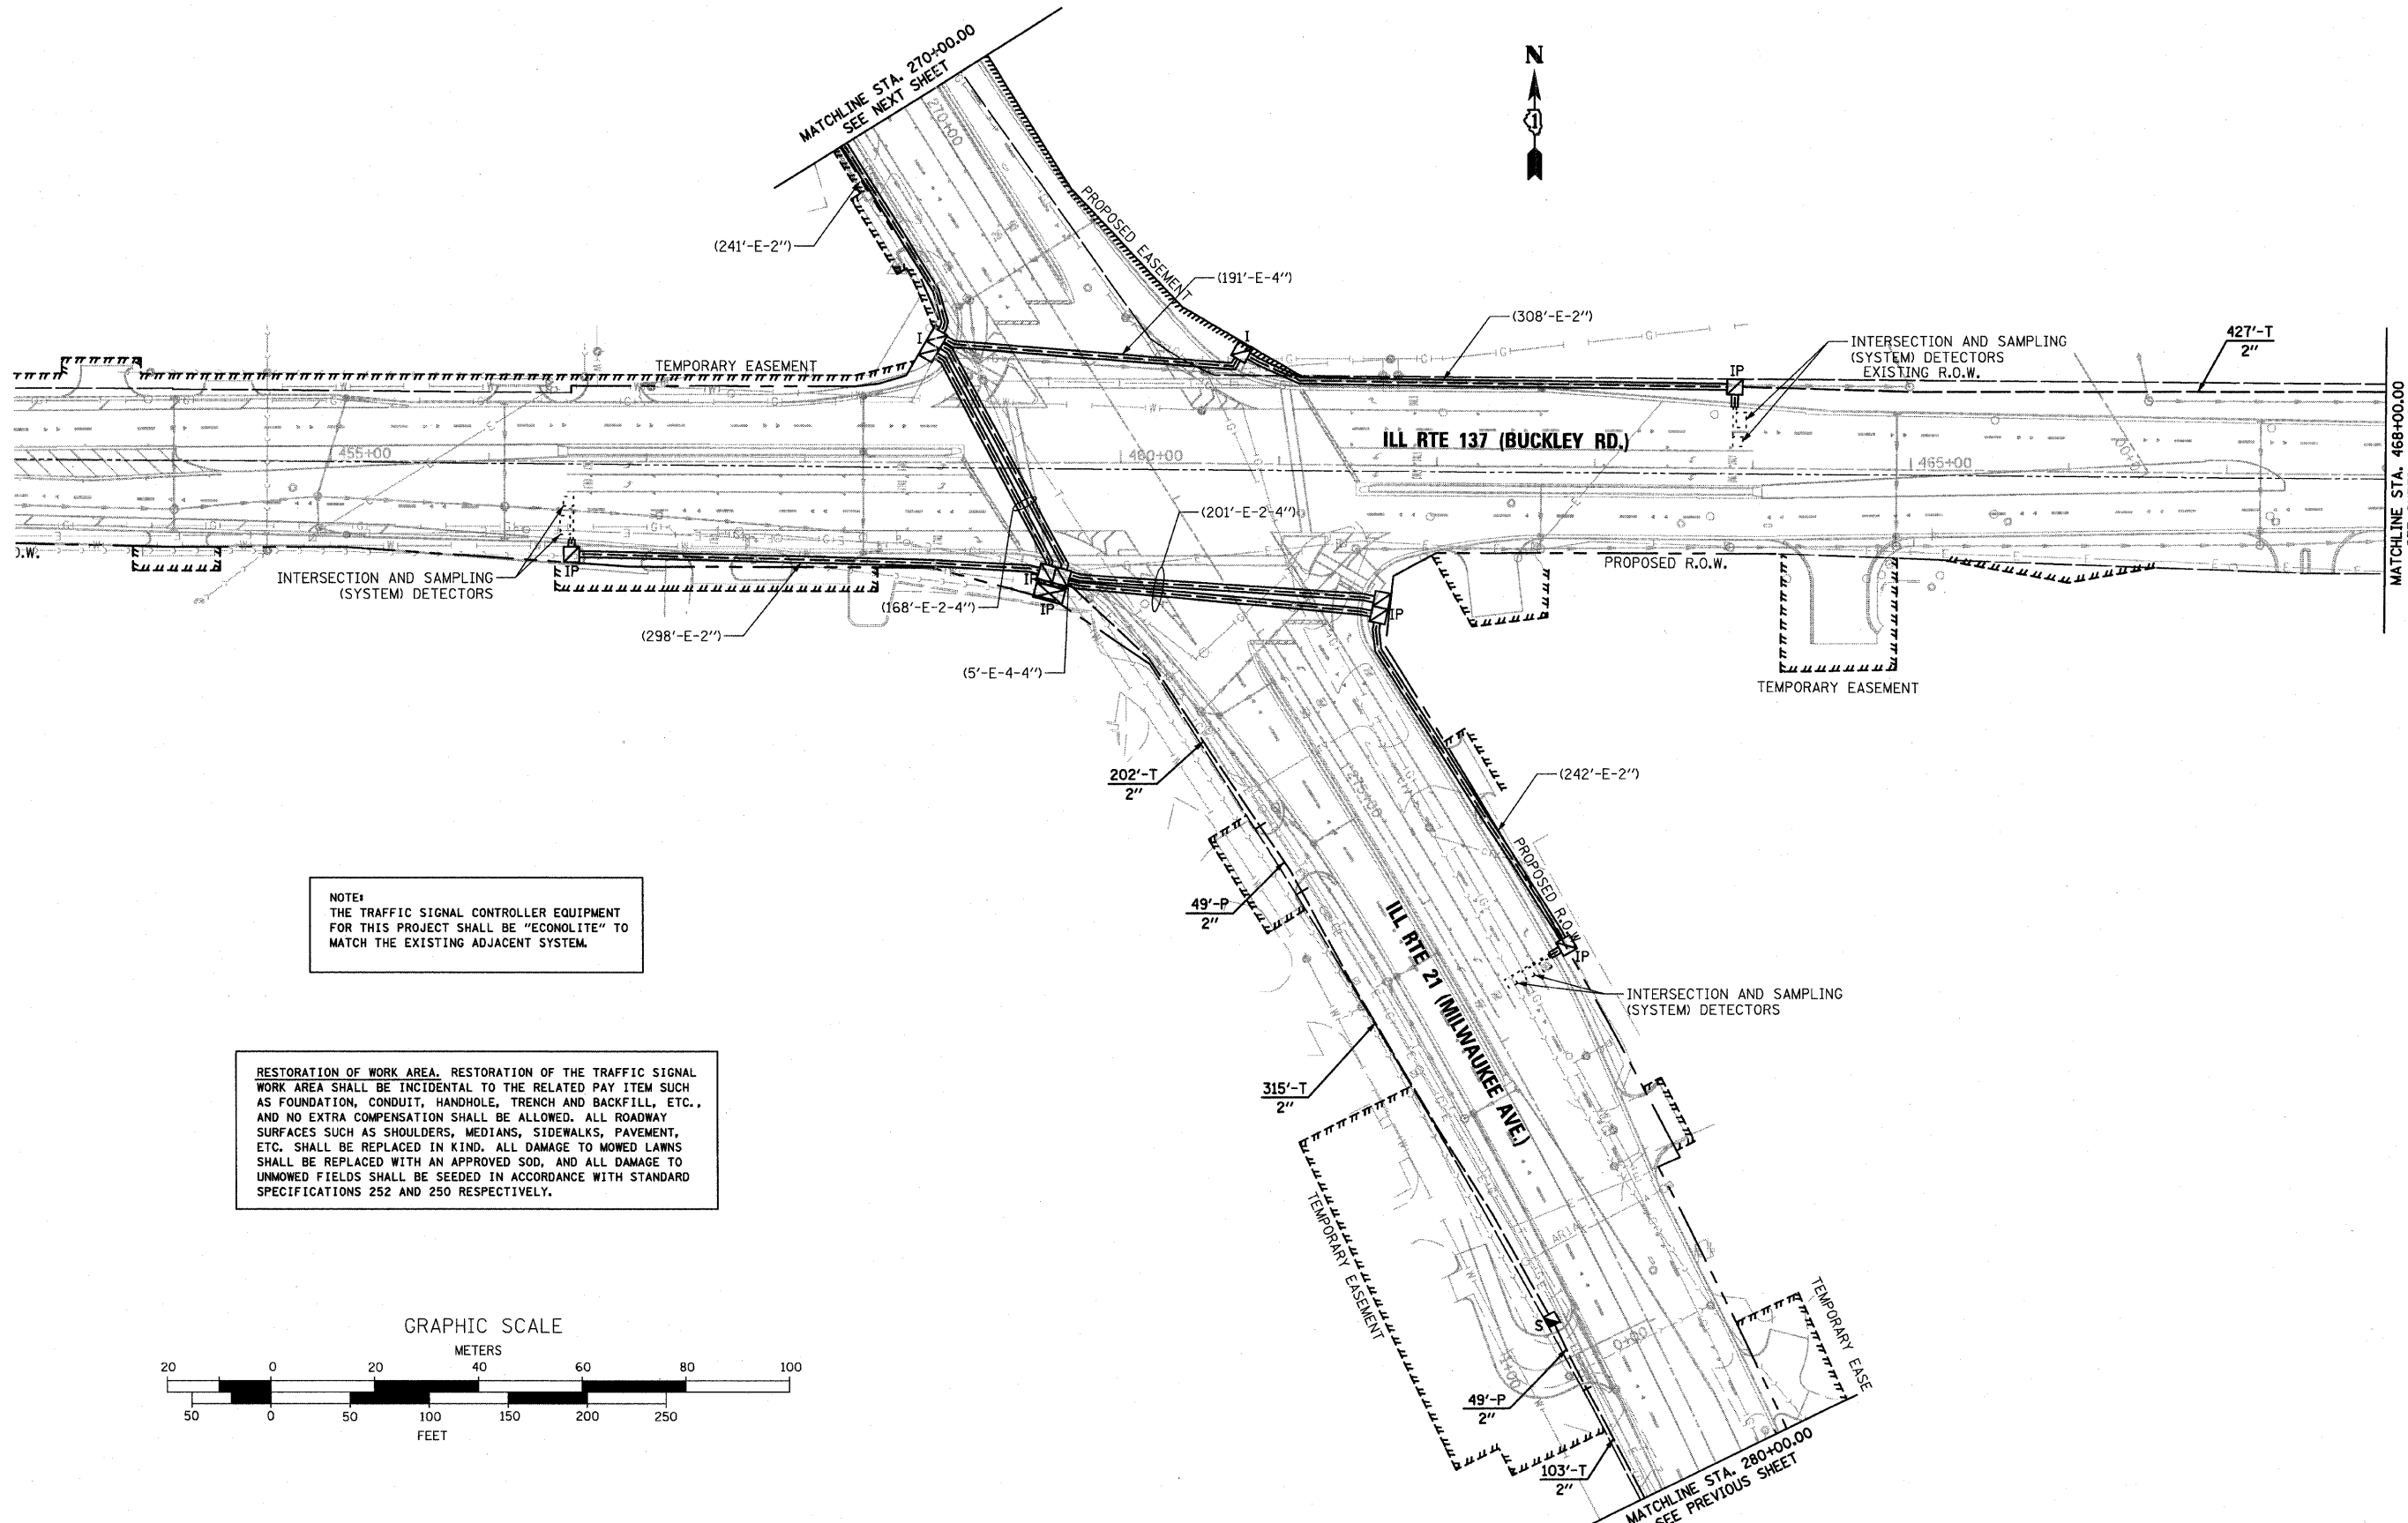 MATCHLINE STA. 270+00.00
SEE NEXT SHEET
270+00
N
1
PROPOSED EASEMENT
(241'-E-2")
(191'-E-4")
(308'-E-2")
INTERSECTION AND SAMPLING
(SYSTEM) DETECTORS
EXISTING R.O.W.
427'-T
2"
I
I
IP
TEMPORARY EASEMENT
MATCHLINE STA. 468+00.00
ILL RTE 137 (BUCKLEY RD.)
455+00
460+00
465+00
(201'-E-2-4")
O.W.
IP
INTERSECTION AND SAMPLING
(SYSTEM) DETECTORS
IP
IP
IP
(168'-E-2-4")
(298'-E-2")
(5'-E-4-4")
PROPOSED R.O.W.
TEMPORARY EASEMENT
202'-T
2"
(242'-E-2")
275+00
PROPOSED R.O.W.
49'-P
2"
IP
ILL RTE 21 (MILWAUKEE AVE.)
INTERSECTION AND SAMPLING
(SYSTEM) DETECTORS
NOTE:
THE TRAFFIC SIGNAL CONTROLLER EQUIPMENT
FOR THIS PROJECT SHALL BE "ECONOLITE" TO
MATCH THE EXISTING ADJACENT SYSTEM.
315'-T
2"
RESTORATION OF WORK AREA. RESTORATION OF THE TRAFFIC SIGNAL
WORK AREA SHALL BE INCIDENTAL TO THE RELATED PAY ITEM SUCH
AS FOUNDATION, CONDUIT, HANDHOLE, TRENCH AND BACKFILL, ETC.,
AND NO EXTRA COMPENSATION SHALL BE ALLOWED. ALL ROADWAY
SURFACES SUCH AS SHOULDERS, MEDIANS, SIDEWALKS, PAVEMENT,
ETC. SHALL BE REPLACED IN KIND. ALL DAMAGE TO MOWED LAWNS
SHALL BE REPLACED WITH AN APPROVED SOD, AND ALL DAMAGE TO
UNMOWED FIELDS SHALL BE SEEDED IN ACCORDANCE WITH STANDARD
SPECIFICATIONS 252 AND 250 RESPECTIVELY.
TEMPORARY EASEMENT
TEMPORARY EASE
S
0+00
49'-P
2"
103'-T
2"
MATCHLINE STA. 280+00.00
SEE PREVIOUS SHEET
GRAPHIC SCALE
METERS
20 0 20 40 60 80 100
50 0 50 100 150 200 250
FEET